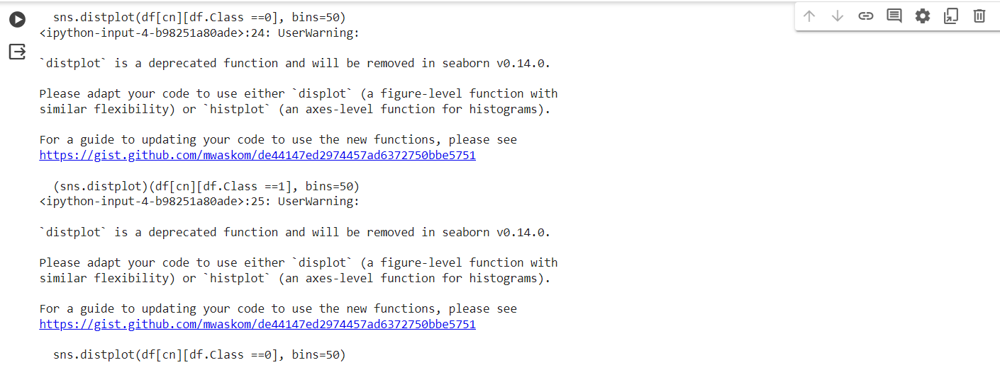 sns.distplot(df[cn][df.Class ==0], bins=50)
<ipython-input-4-b98251a80ade>:24: UserWarning:
`distplot` is a deprecated function and will be removed in seaborn v0.14.0.
Please adapt your code to use either `displot` (a figure-level function with
similar flexibility) or `histplot` (an axes-level function for histograms).
For a guide to updating your code to use the new functions, please see
https://gist.github.com/mwaskom/de44147ed2974457ad6372750bbe5751
(sns.distplot)(df[cn][df.Class ==1], bins=50)
<ipython-input-4-b98251a80ade>:25: UserWarning:
`distplot` is a deprecated function and will be removed in seaborn v0.14.0.
Please adapt your code to use either `displot` (a figure-level function with
similar flexibility) or `histplot` (an axes-level function for histograms).
For a guide to updating your code to use the new functions, please see
https://gist.github.com/mwaskom/de44147ed2974457ad6372750bbe5751
sns.distplot(df[cn][df.Class ==0], bins=50)